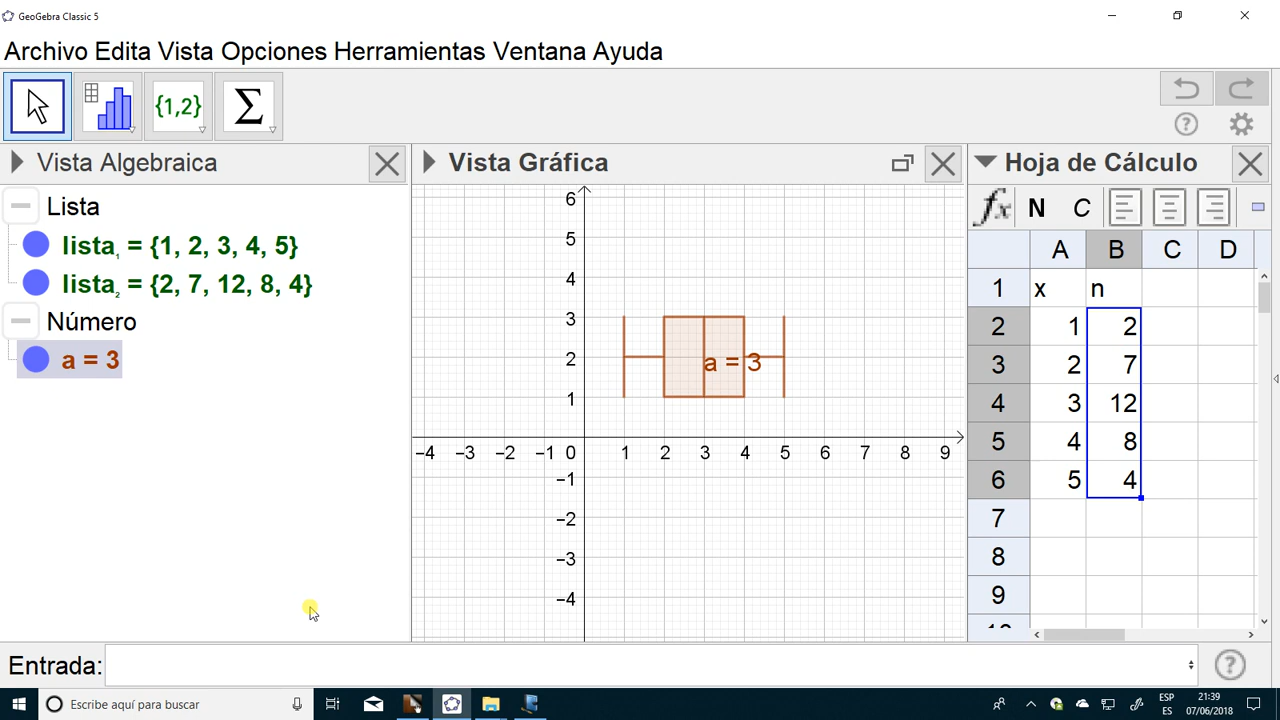 GeoGebra Classic 5
Archivo Edita Vista Opciones Herramientas Ventana Ayuda
{1,2} Σ
Vista Algebraica
Lista
lista₁ = {1, 2, 3, 4, 5}
lista₂ = {2, 7, 12, 8, 4}
Número
a = 3
Vista Gráfica
6
5
4
3
2
1
–4 –3 –2 –1 0 1 2 3 4 5 6 7 8 9
–1
–2
–3
–4
a = 3
Hoja de Cálculo
fx N C
A B C D
1 x n
2 1 2
3 2 7
4 3 12
5 4 8
6 5 4
7
8
9
Entrada:
Escribe aquí para buscar
ESP
ES
21:39
07/06/2018